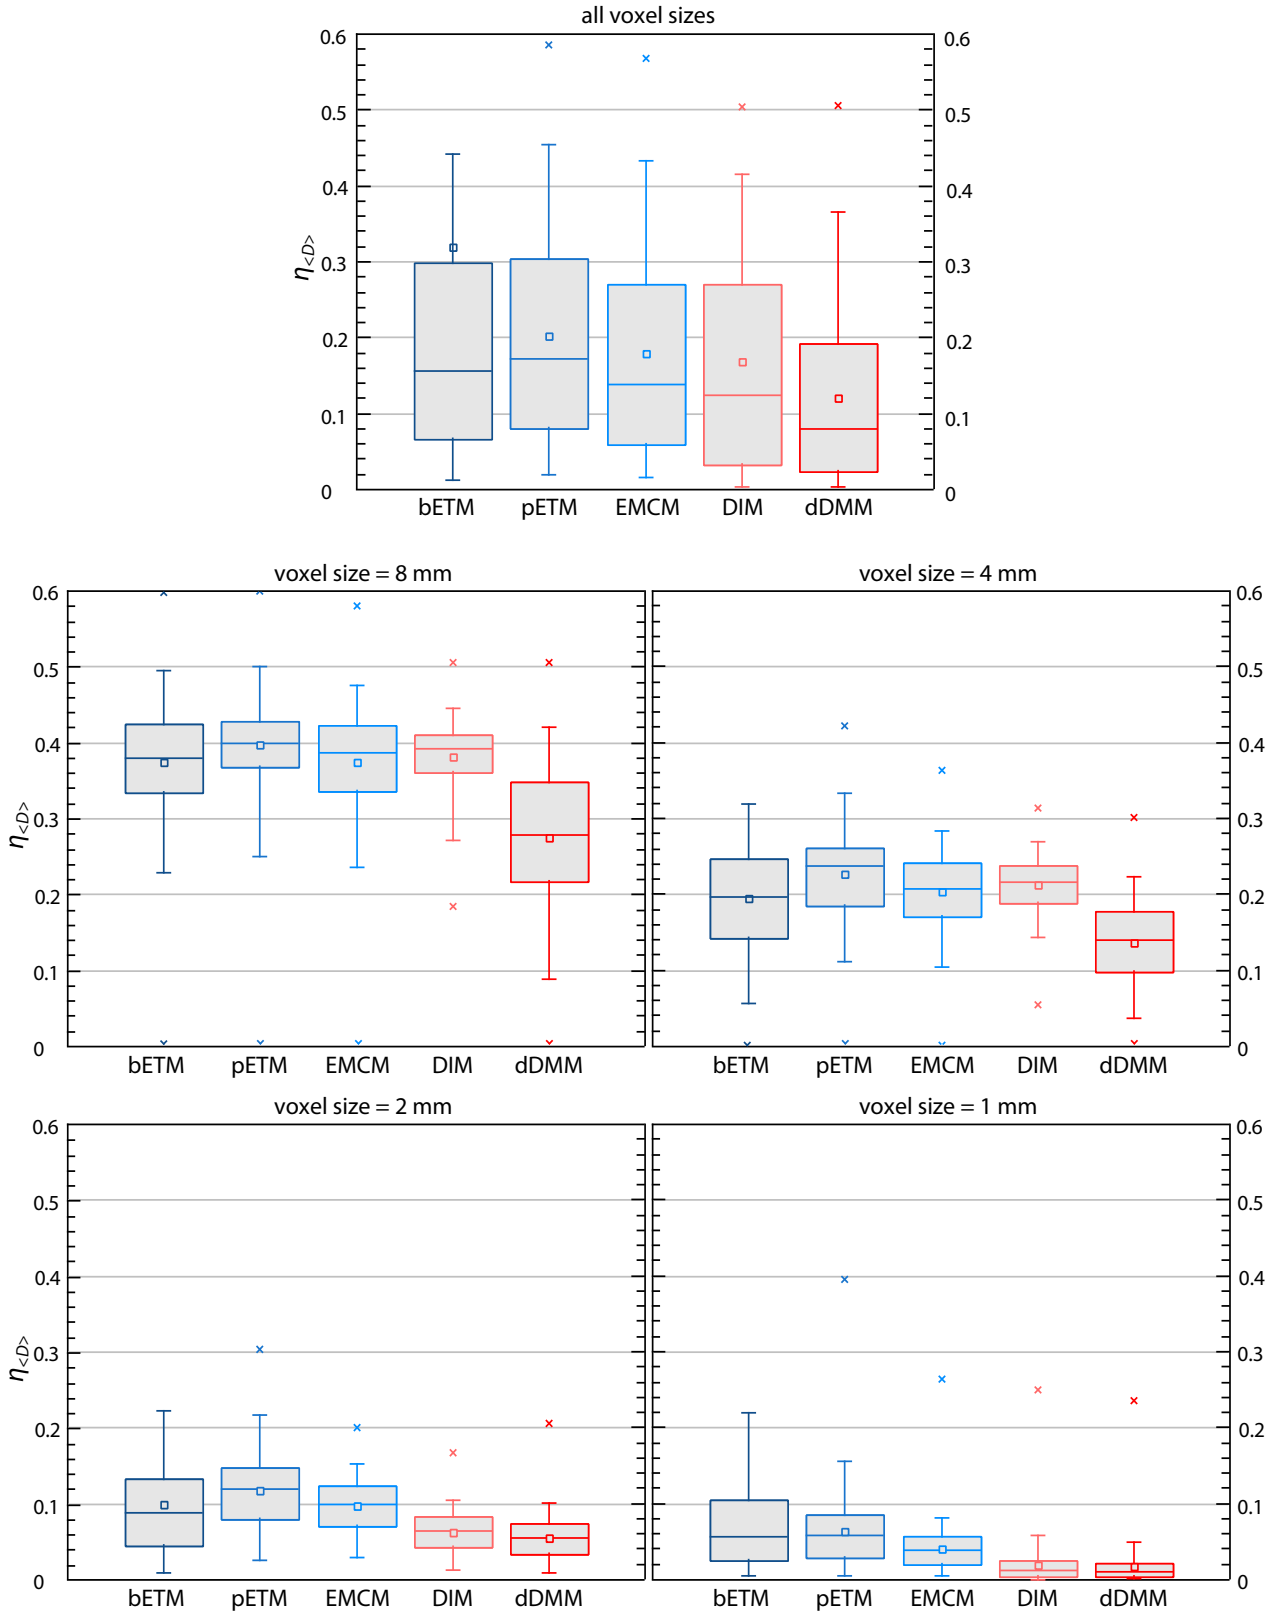 all voxel sizes
0.6 0.6
0.5 0.5
0.4 0.4
η<D>
0.3 0.3
0.2 0.2
0.1 0.1
0 0
bETM pETM EMCM DIM dDMM
voxel size = 8 mm voxel size = 4 mm
0.6 0.6
0.5 0.5
0.4 0.4
η<D>
0.3 0.3
0.2 0.2
0.1 0.1
0 0
bETM pETM EMCM DIM dDMM bETM pETM EMCM DIM dDMM
voxel size = 2 mm voxel size = 1 mm
0.6 0.6
0.5 0.5
0.4 0.4
η<D>
0.3 0.3
0.2 0.2
0.1 0.1
0 0
bETM pETM EMCM DIM dDMM bETM pETM EMCM DIM dDMM